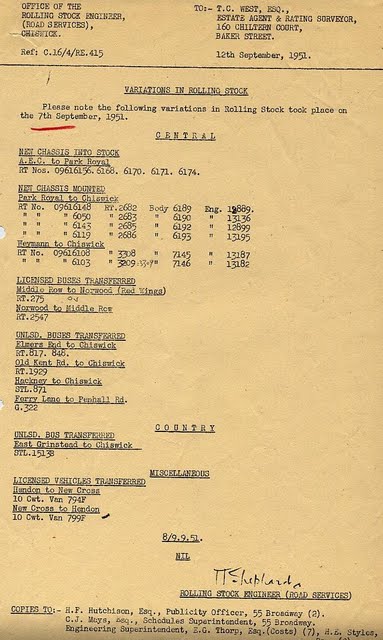 OFFICE OF THE
ROLLING STOCK ENGINEER,
(ROAD SERVICES),
CHISWICK.
Ref: C.16/4/RE.415
TO:- T.C. WEST, ESQ.,
ESTATE AGENT & RATING SURVEYOR,
160 CHILTERN COURT,
BAKER STREET.
12th September, 1951.
VARIATIONS IN ROLLING STOCK
Please note the following variations in Rolling Stock took place on
the 7th September, 1951.
C E N T R A L
NEW CHASSIS INTO STOCK
A.E.C. to Park Royal
RT Nos. 09616156. 6168. 6170. 6171. 6174.
NEW CHASSIS MOUNTED
Park Royal to Chiswick
RT No. 09616148 RT.2682 Body 6189 Eng. 12889.
" " " 6050 " 2683 " 6190 " 13136
" " " 6143 " 2685 " 6192 " 12899
" " " 6119 " 2686 " 6193 " 13195
Weymann to Chiswick
RT No. 09616108 " 3308 " 7145 " 13187
" " " 6103 " 3209 " 7146 " 13182
LICENSED BUSES TRANSFERRED
Middle Row to Norwood (Red Wings)
RT.275
Norwood to Middle Row
RT.2547
UNLSD. BUSES TRANSFERRED
Elmers End to Chiswick
RT.817. 848.
Old Kent Rd. to Chiswick
RT.1929
Hackney to Chiswick
STL.871
Ferry Lane to Penhall Rd.
G.322
C O U N T R Y
UNLSD. BUS TRANSFERRED
East Grinstead to Chiswick
STL.1513B
MISCELLANEOUS
LICENSED VEHICLES TRANSFERRED
Hendon to New Cross
10 Cwt. Van 794F
New Cross to Hendon
10 Cwt. Van 799F
8/9.9.51.
NIL
ROLLING STOCK ENGINEER (ROAD SERVICES)
COPIES TO:- H.F. Hutchison, Esq., Publicity Officer, 55 Broadway (2).
C.J. Mays, Esq., Schedules Superintendent, 55 Broadway.
Engineering Superintendent, E.G. Thorp, Esq.(Costs) (7), H.E. Styles,